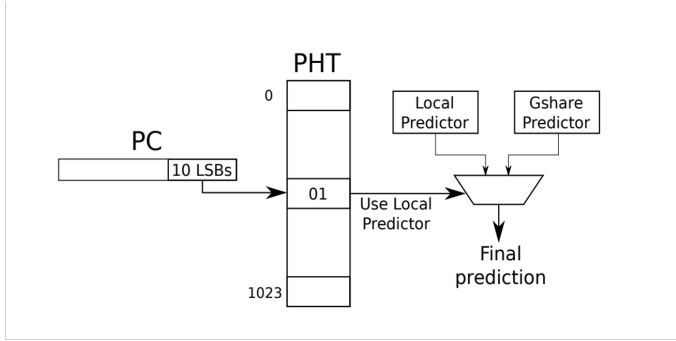 PHT
0
Local
Predictor
Gshare
Predictor
PC
10 LSBs
01
Use Local
Predictor
Final
prediction
1023